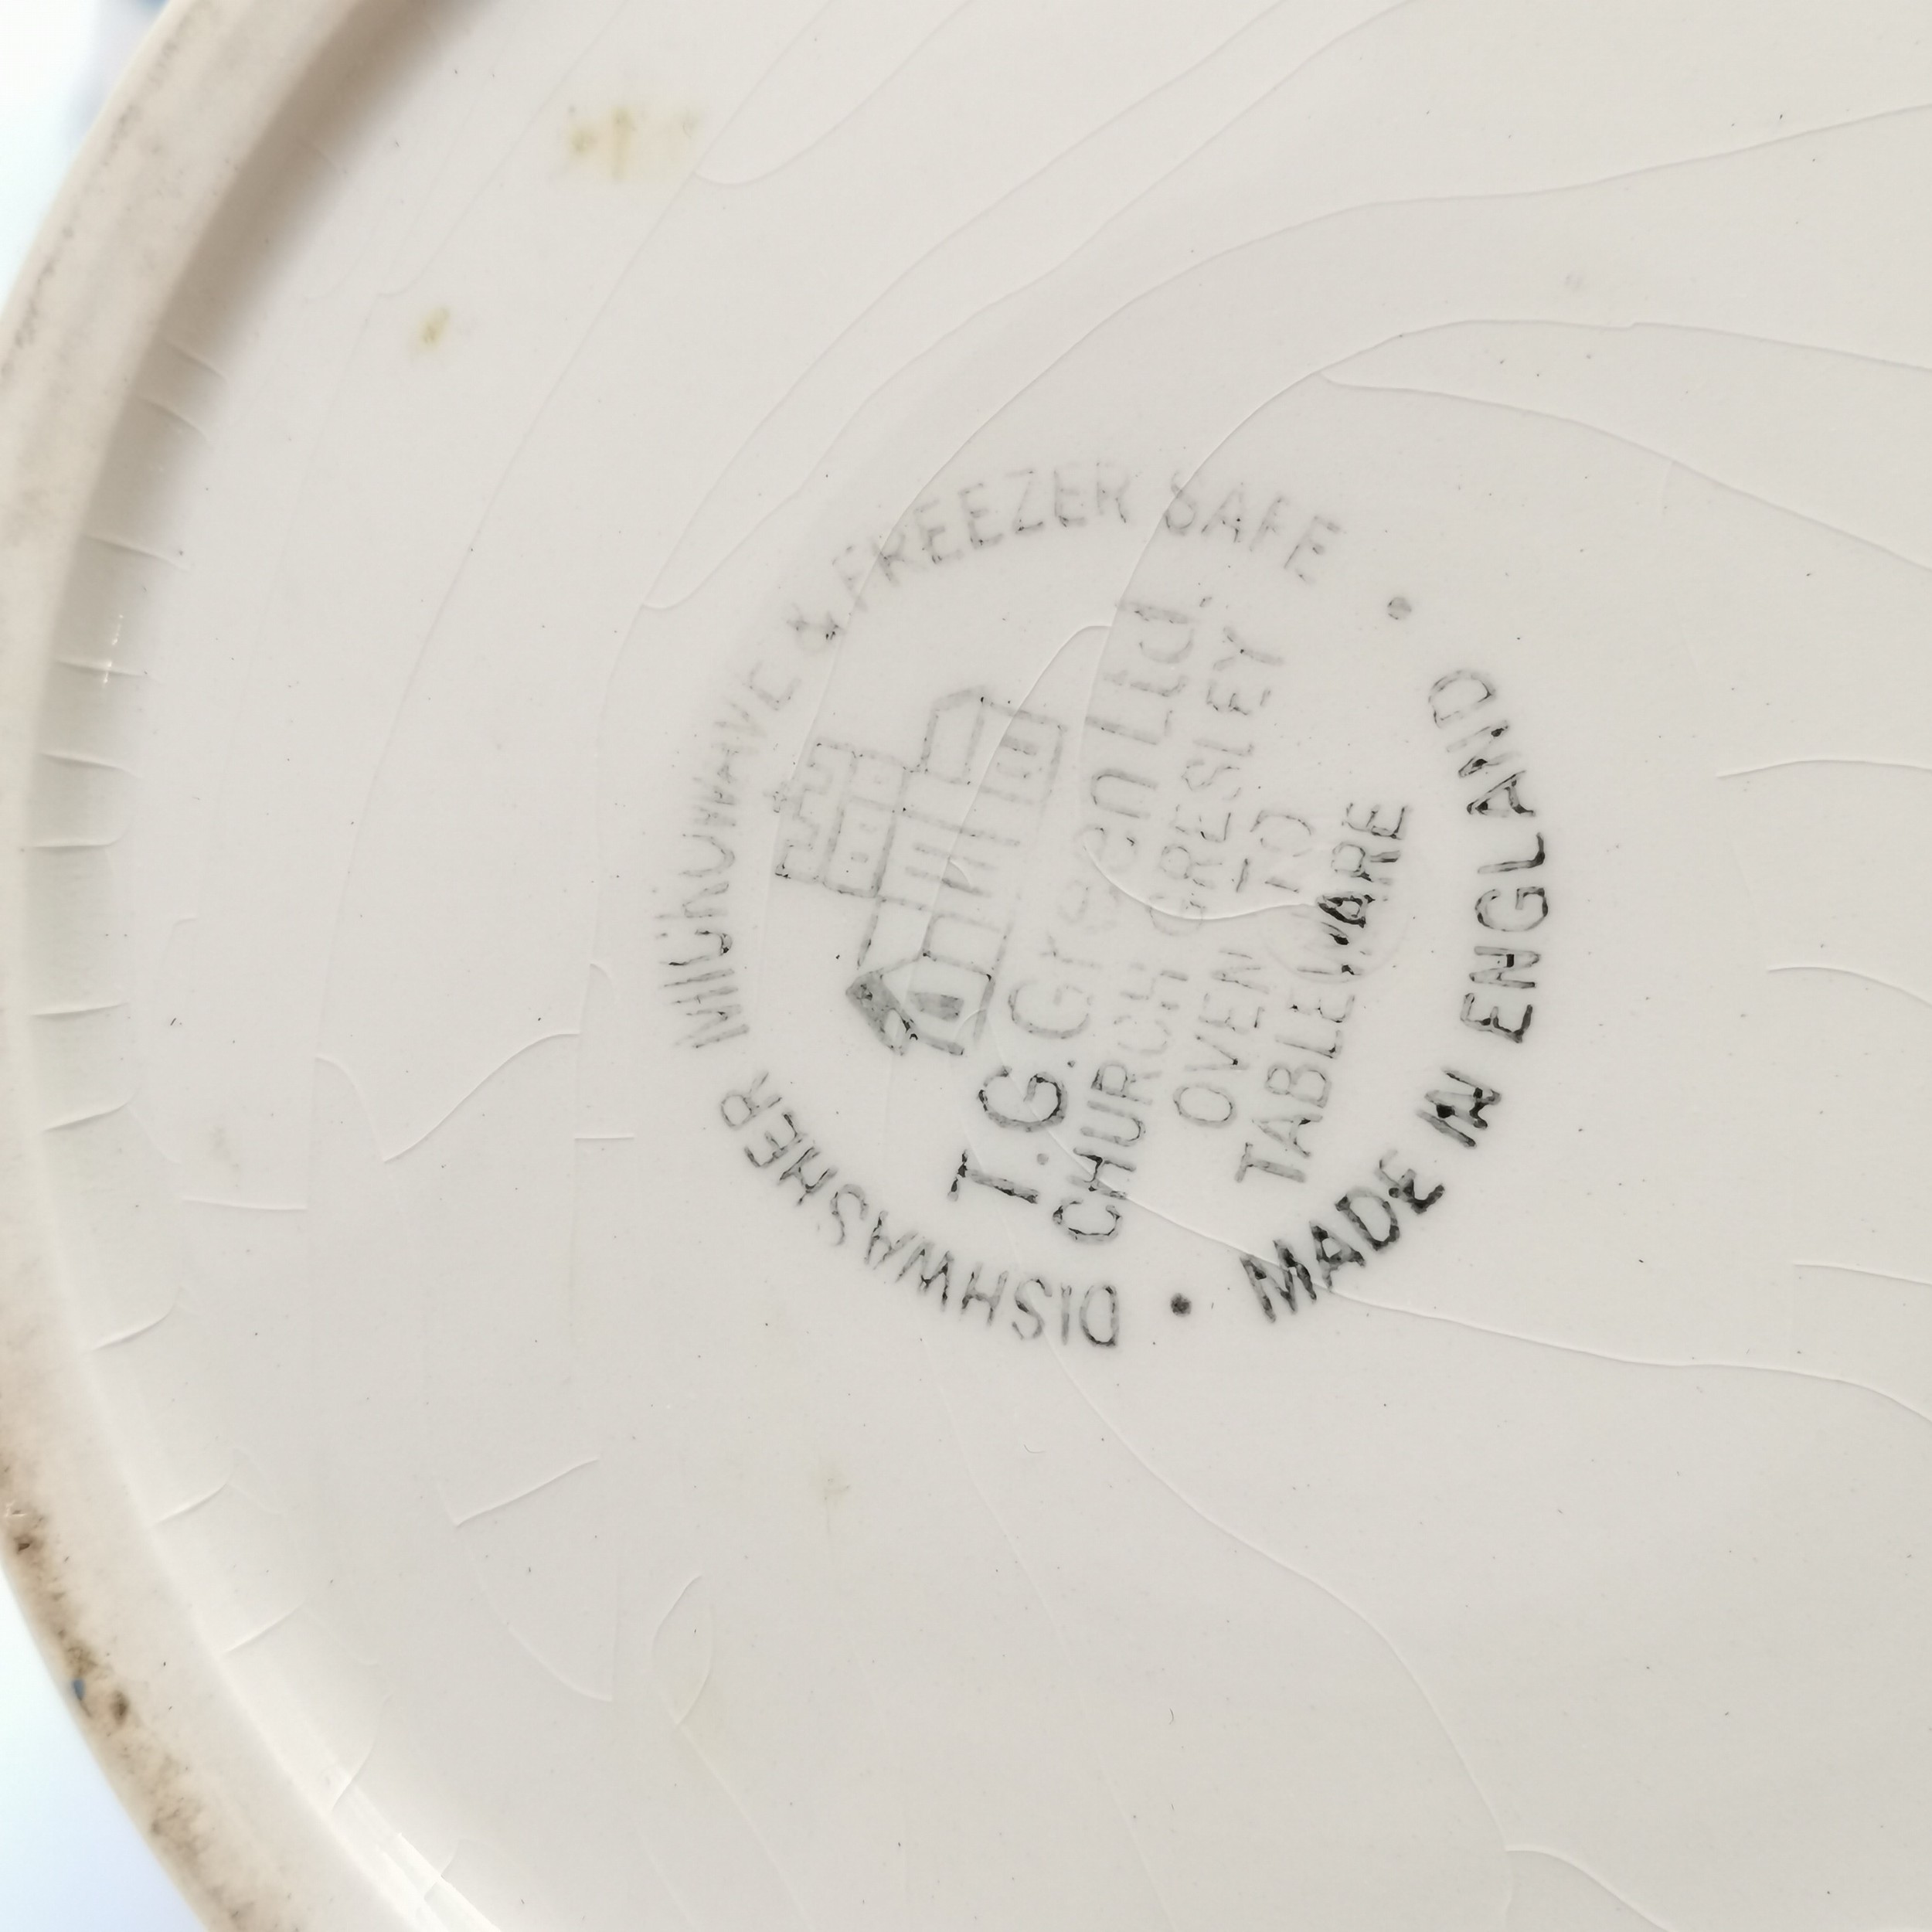 DISHWASHER MICROWAVE & FREEZER SAFE
T.G.Green Ltd.
CHURCH GRESLEY
OVEN TO
TABLEWARE
• MADE IN ENGLAND •